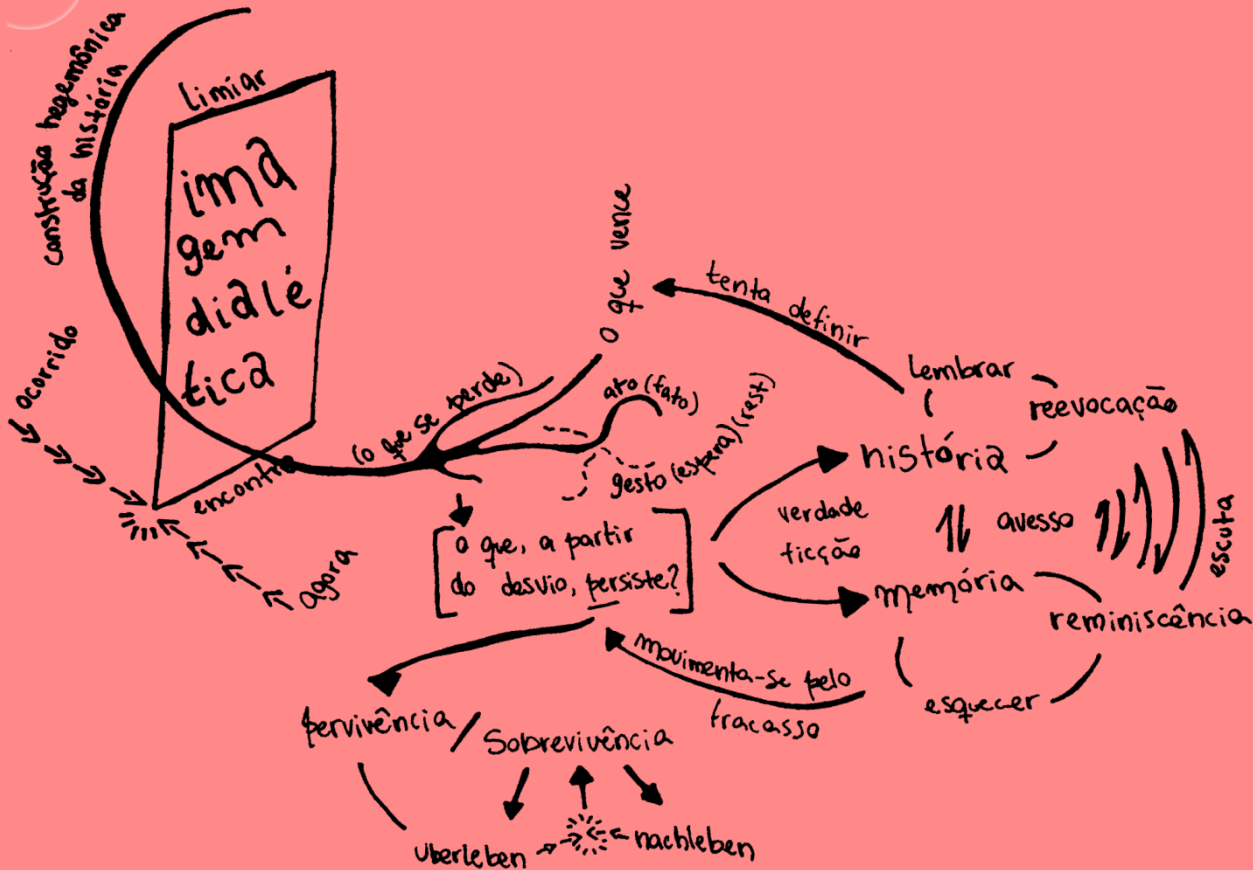 construção hegemônica
da história
limiar
imα
gem
dialé
tica
ocorrido
agora
encontro
(o que se perde)
o que vence
ato (fato)
gesto (espera) (rest)
tenta definir
lembrar
reevocação
história
verdade
ficção
avesso
escuta
memória
reminiscência
esquecer
o que, a partir
do desvio, persiste?
movimenta-se pelo
fracasso
pervivência / Sobrevivência
uberleben
nachleben